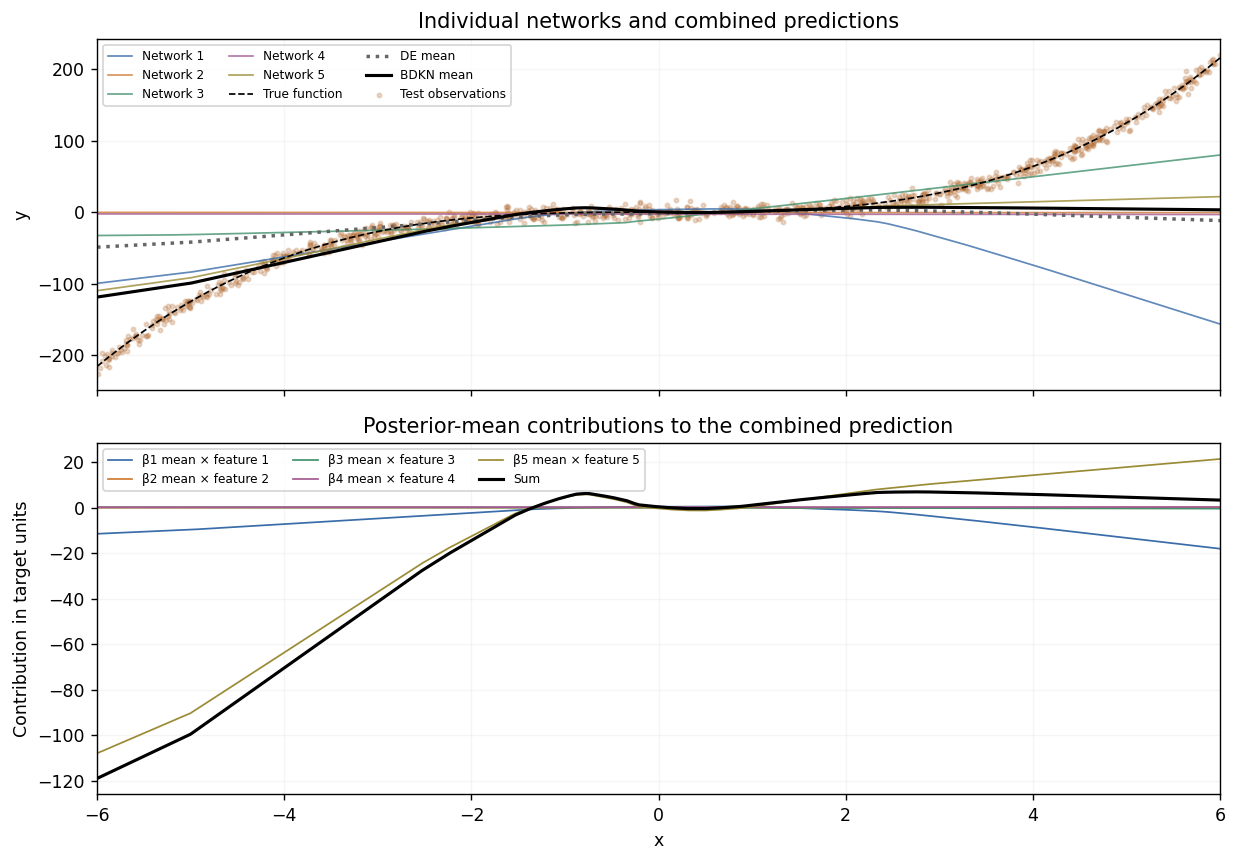 Individual networks and combined predictions
Network 1
Network 2
Network 3
Network 4
Network 5
True function
DE mean
BDKN mean
Test observations
y
200
100
0
−100
−200
Posterior-mean contributions to the combined prediction
β1 mean × feature 1
β2 mean × feature 2
β3 mean × feature 3
β4 mean × feature 4
β5 mean × feature 5
Sum
Contribution in target units
20
0
−20
−40
−60
−80
−100
−120
−6
−4
−2
0
2
4
6
x